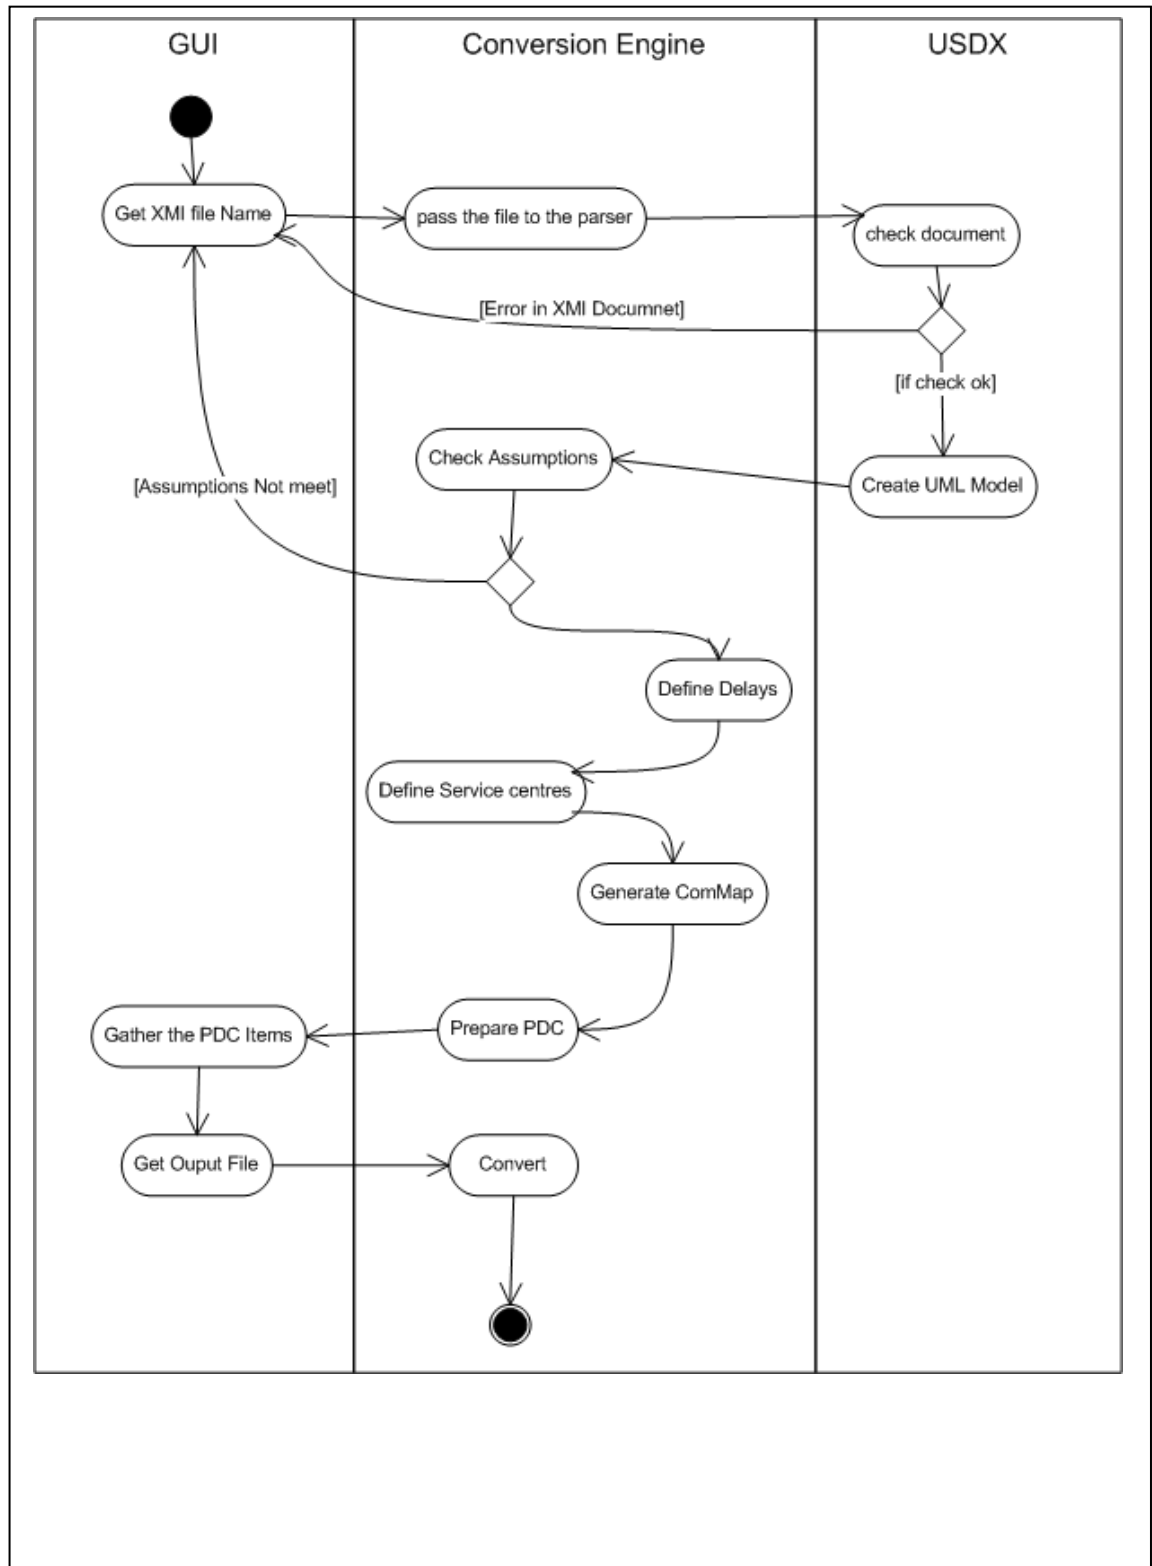 GUI
Conversion Engine
USDX
Get XMI file Name
pass the file to the parser
check document
[Error in XMI Documnet]
[if check ok]
Check Assumptions
Create UML Model
[Assumptions Not meet]
Define Delays
Define Service centres
Generate ComMap
Prepare PDC
Gather the PDC Items
Get Ouput File
Convert